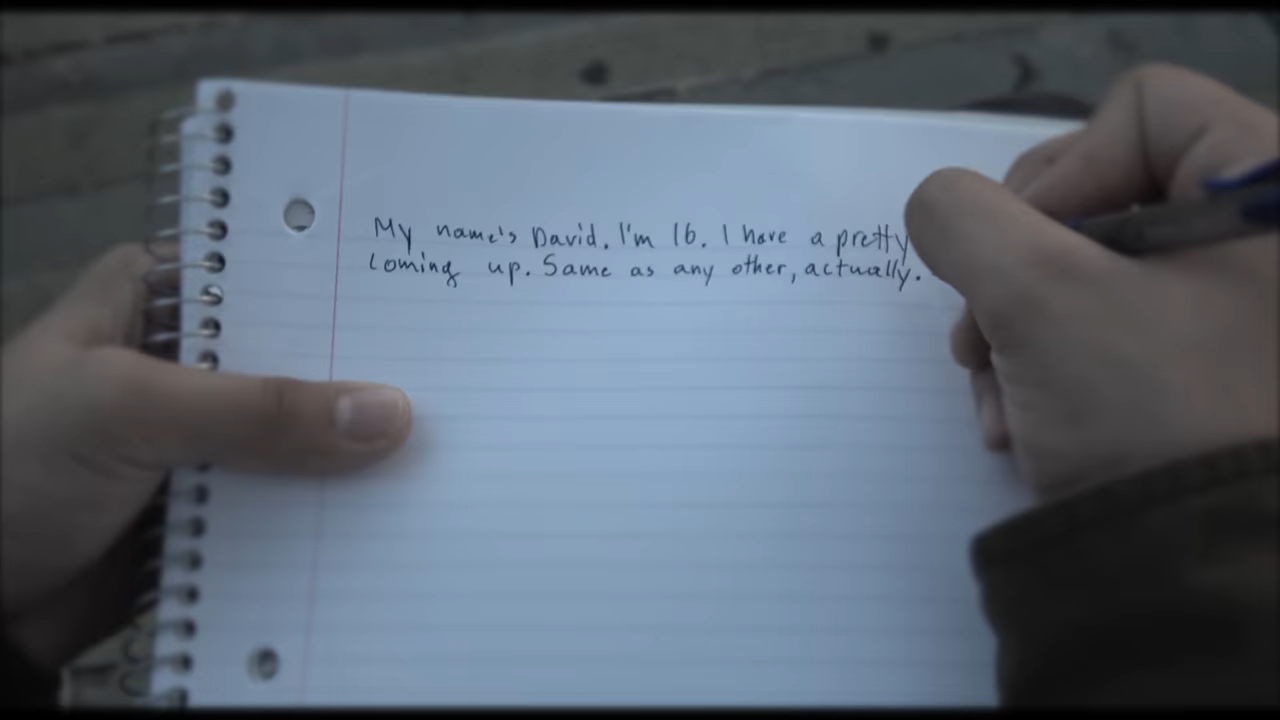 My name's David. I'm 16. I have a pretty
coming up. Same as any other, actually.